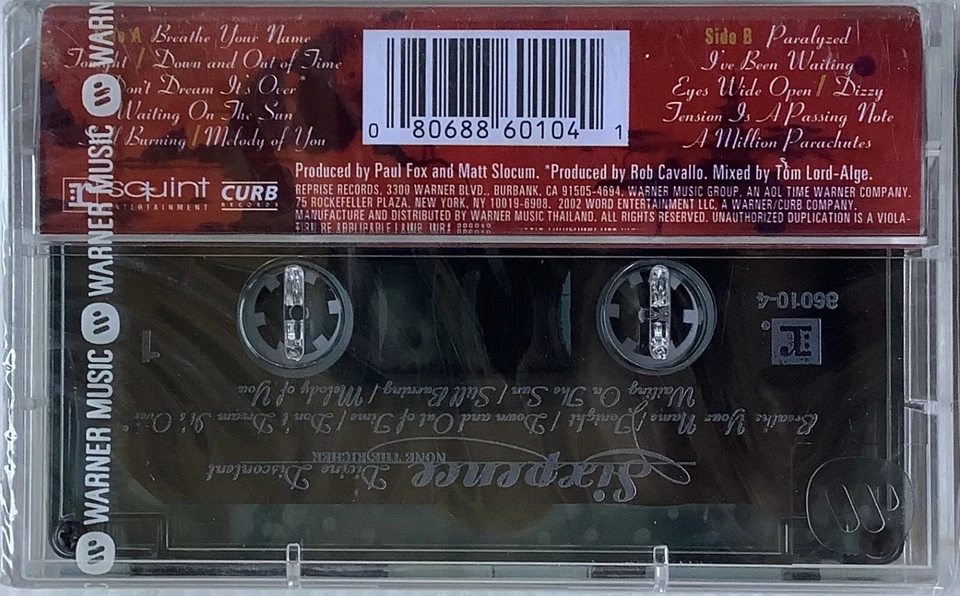 A Breathe Your Name
Tonight / Down and Out of Time
Don't Dream It's Over*
Waiting On The Sun
Still Burning / Melody of You
Side B Paralyzed
I've Been Waiting
Eyes Wide Open / Dizzy
Tension Is A Passing Note
A Million Parachutes
0 80688 60104 1
Produced by Paul Fox and Matt Slocum. *Produced by Rob Cavallo. Mixed by Tom Lord-Alge.
REPRISE RECORDS, 3300 WARNER BLVD., BURBANK, CA 91505-4694. WARNER MUSIC GROUP, AN AOL TIME WARNER COMPANY.
75 ROCKEFELLER PLAZA, NEW YORK, NY 10019-6908. 2002 WORD ENTERTAINMENT LLC, A WARNER/CURB COMPANY.
MANUFACTURE AND DISTRIBUTED BY WARNER MUSIC THAILAND. ALL RIGHTS RESERVED. UNAUTHORIZED DUPLICATION IS A VIOLA-
squint
ENTERTAINMENT
CURB
RECORDS
WARN
WARNER MUSIC
WARNER MUSIC
WARNER MUSIC
Sixpence
NONE THE RICHER
Divine Discontent
Breathe Your Name / Tonight / Down and Out of Time / Don't Dream It's Over*
Waiting On The Sun / Still Burning / Melody of You
1
86010-4